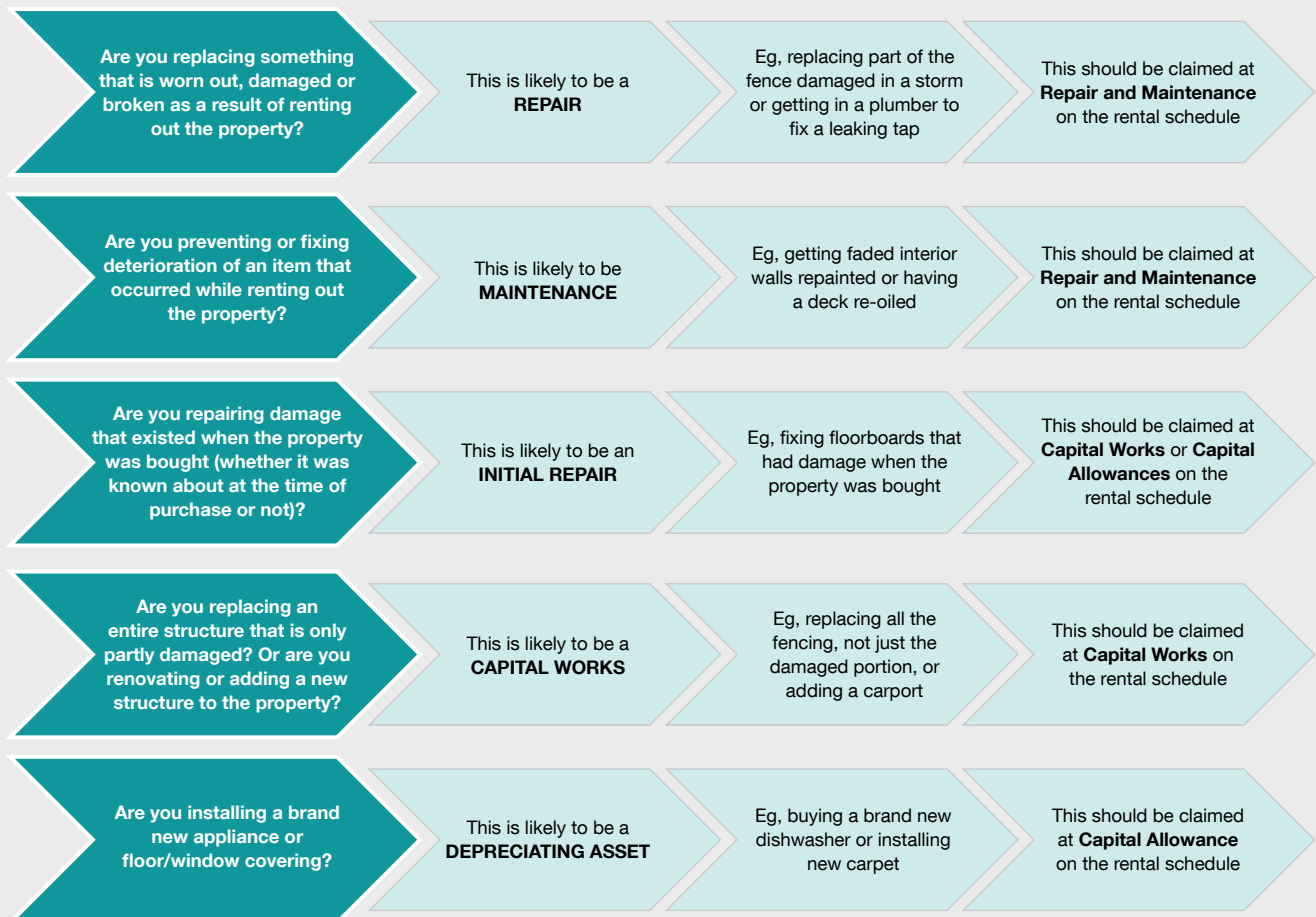 Are you replacing something
that is worn out, damaged or
broken as a result of renting
out the property?
This is likely to be a
REPAIR
Eg, replacing part of the
fence damaged in a storm
or getting in a plumber to
fix a leaking tap
This should be claimed at
Repair and Maintenance
on the rental schedule
Are you preventing or fixing
deterioration of an item that
occurred while renting out
the property?
This is likely to be
MAINTENANCE
Eg, getting faded interior
walls repainted or having
a deck re-oiled
This should be claimed at
Repair and Maintenance
on the rental schedule
Are you repairing damage
that existed when the property
was bought (whether it was
known about at the time of
purchase or not)?
This is likely to be an
INITIAL REPAIR
Eg, fixing floorboards that
had damage when the
property was bought
This should be claimed at
Capital Works or Capital
Allowances on the
rental schedule
Are you replacing an
entire structure that is only
partly damaged? Or are you
renovating or adding a new
structure to the property?
This is likely to be a
CAPITAL WORKS
Eg, replacing all the
fencing, not just the
damaged portion, or
adding a carport
This should be claimed
at Capital Works on
the rental schedule
Are you installing a brand
new appliance or
floor/window covering?
This is likely to be a
DEPRECIATING ASSET
Eg, buying a brand new
dishwasher or installing
new carpet
This should be claimed
at Capital Allowance
on the rental schedule